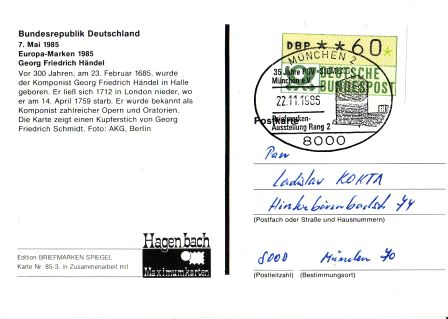 Bundesrepublik Deutschland
7. Mai 1985
Europa-Marken 1985
Georg Friedrich Händel
Vor 300 Jahren, am 23. Februar 1685, wurde
der Komponist Georg Friedrich Händel in Halle
geboren. Er ließ sich 1712 in London nieder, wo
er am 14. April 1759 starb. Er wurde bekannt als
Komponist zahlreicher Opern und Oratorien.
Die Karte zeigt einen Kupferstich von Georg
Friedrich Schmidt. Foto: AKG, Berlin
Edition BRIEFMARKEN SPIEGEL
Karte Nr. 85-3, in Zusammenarbeit mit
Hagenbach
Maximumkarten
DBP **60
DEUTSCHE
BUNDESPOST
MÜNCHEN 2
35 Jahre
München e.V.
22.11.1985
Briefmarken-
Ausstellung Rang 2
8000
Postkarte
Pan
Ladislav KOKTA
74
(Postfach oder Straße und Hausnummern)
8000 München 70
(Postleitzahl) (Bestimmungsort)